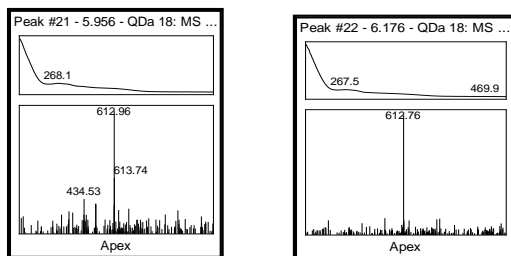 Peak #21 - 5.956 - QDa 18: MS ...
268.1
612.96
613.74
434.53
Apex
Peak #22 - 6.176 - QDa 18: MS ...
267.5
469.9
612.76
Apex